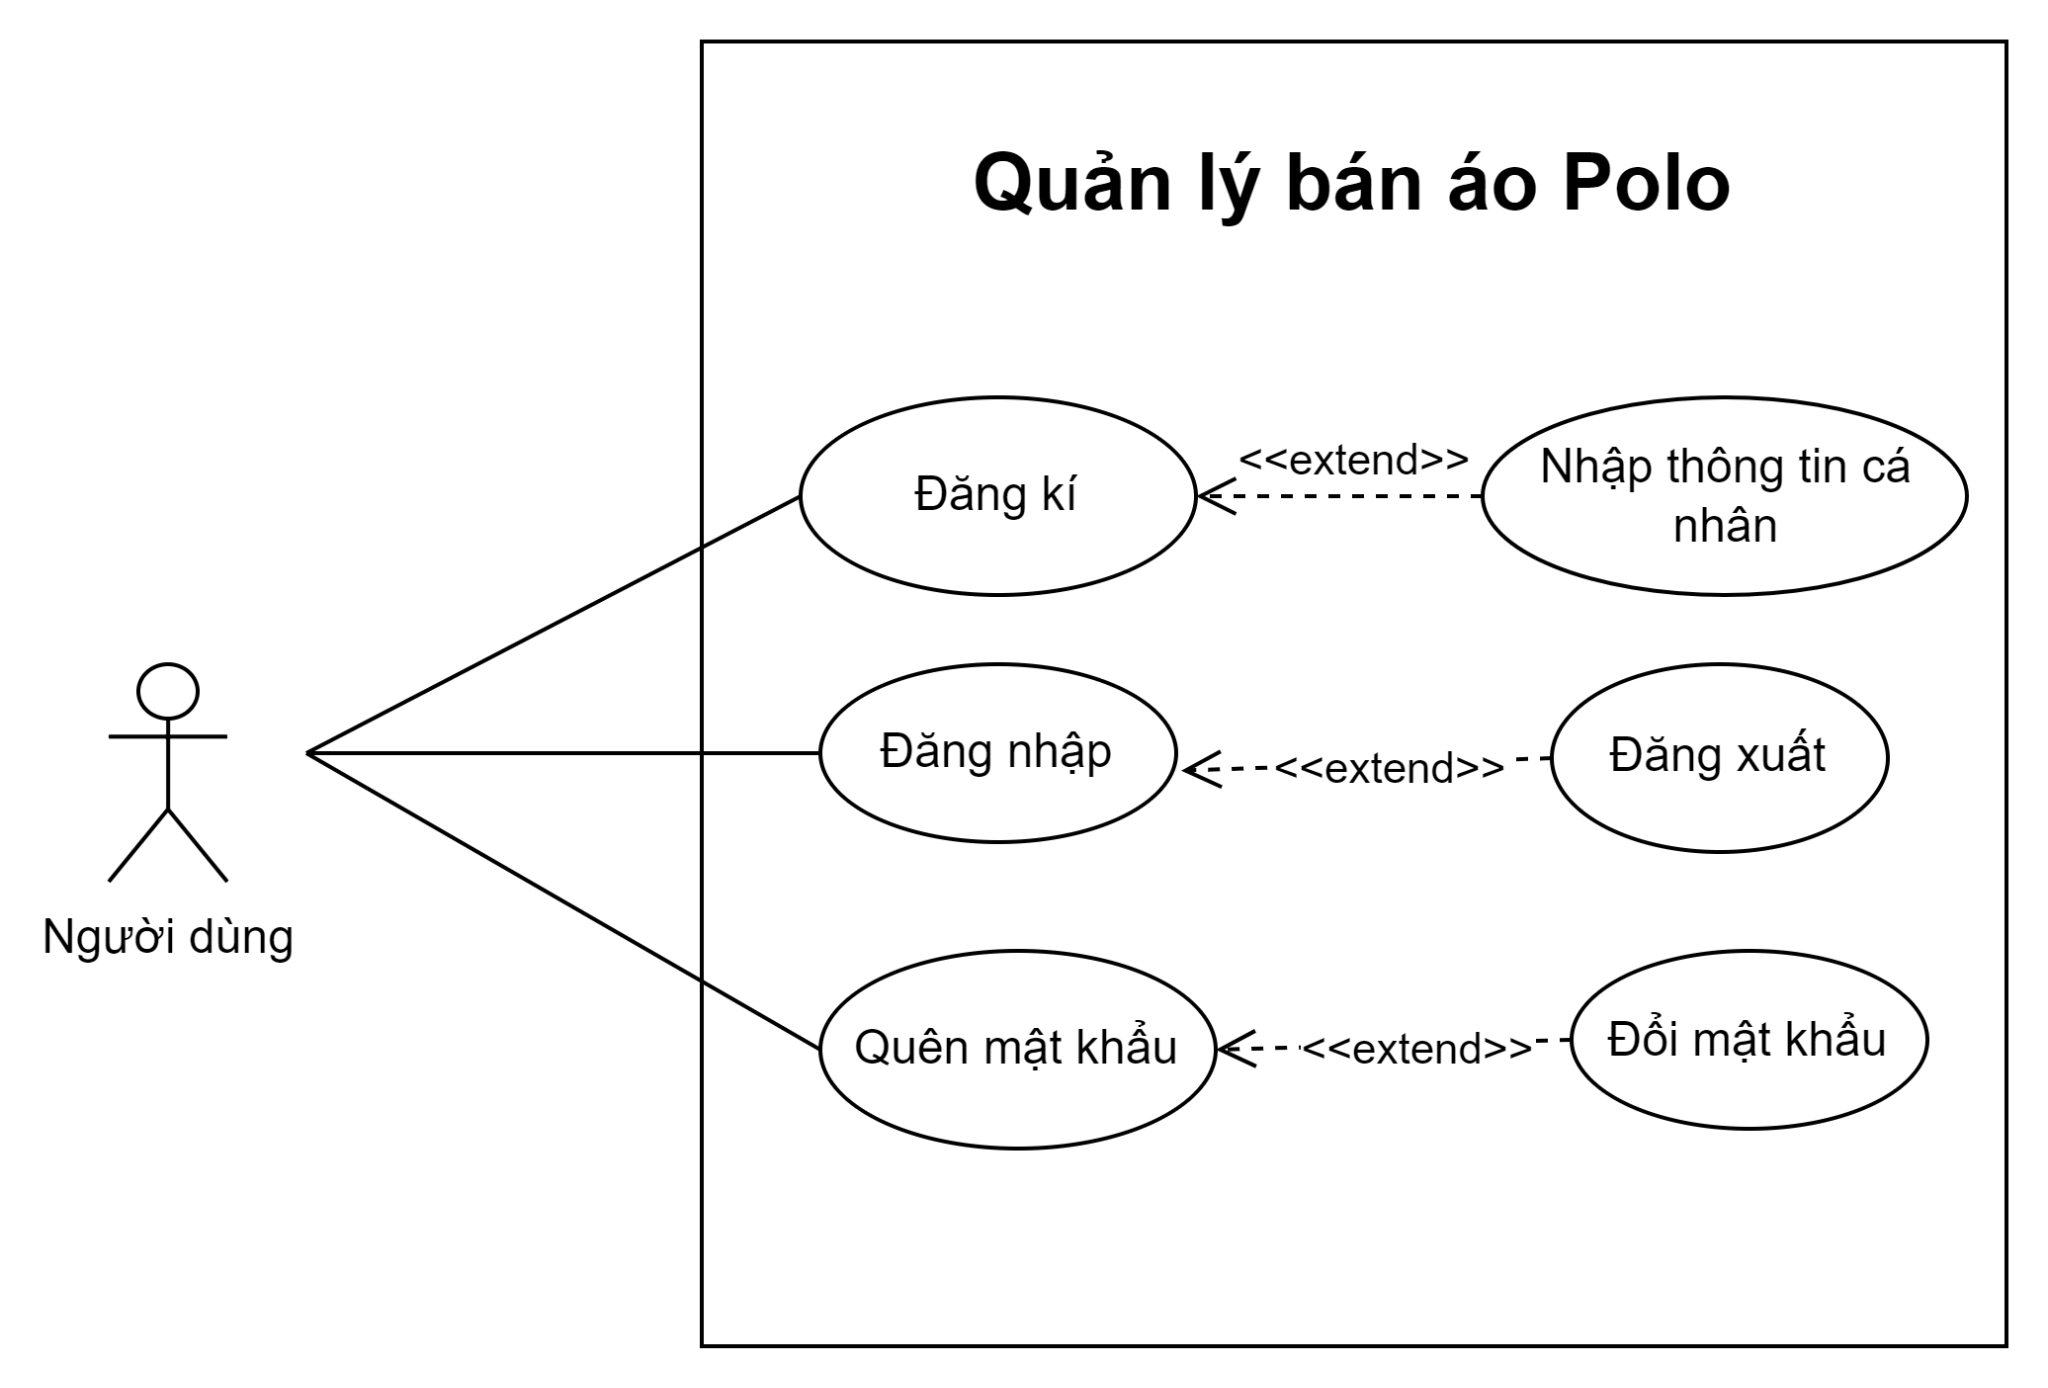 Quản lý bán áo Polo
Đăng kí
<<extend>>
Nhập thông tin cá
nhân
Đăng nhập
<<extend>>
Đăng xuất
Người dùng
Quên mật khẩu
<<extend>>
Đổi mật khẩu